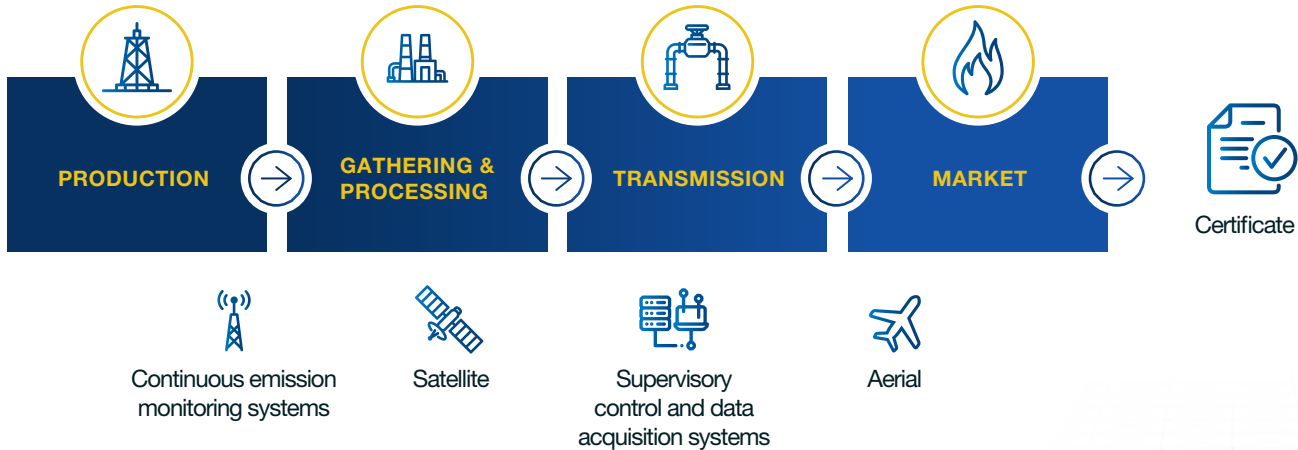 PRODUCTION
GATHERING &
PROCESSING
TRANSMISSION
MARKET
Certificate
Continuous emission
monitoring systems
Satellite
Supervisory
control and data
acquisition systems
Aerial